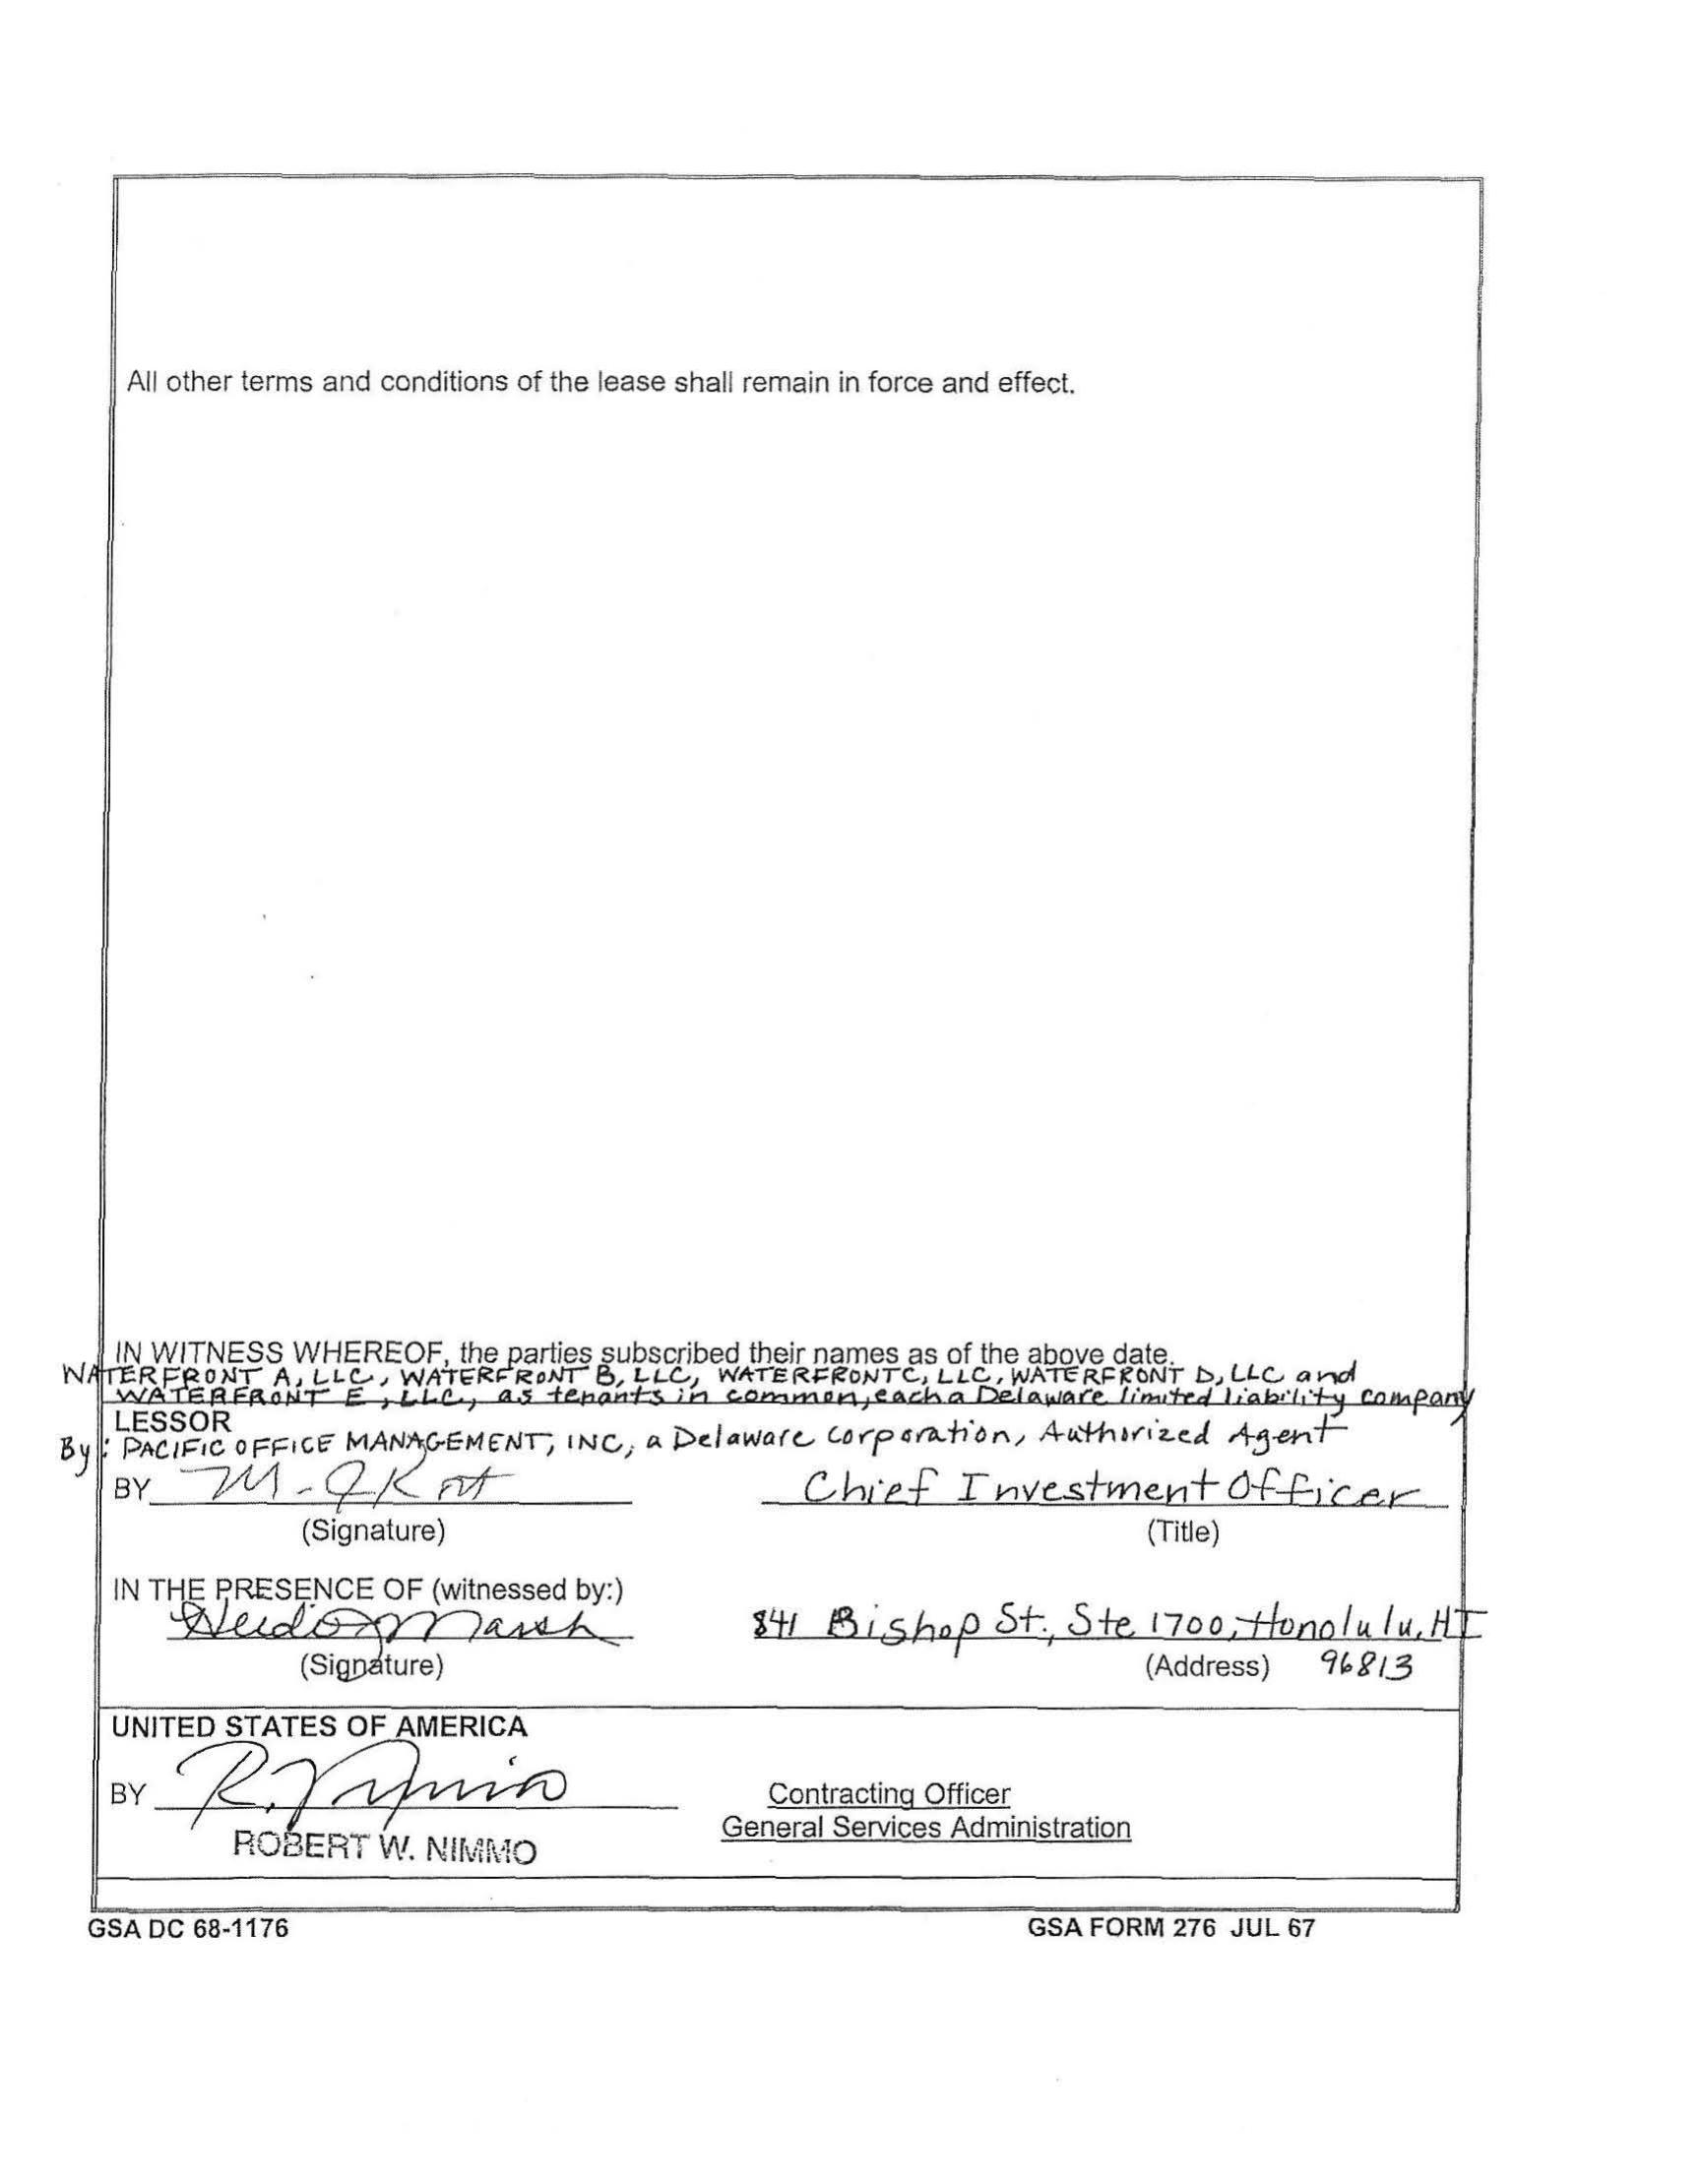 All other terms and conditions of the lease shall remain in force and effect.
IN WITNESS WHEREOF, the parties subscribed their names as of the above date.
WATERFRONT A, LLC, WATERFRONT B, LLC, WATERFRONT C, LLC, WATERFRONT D, LLC and
WATERFRONT E, LLC, as tenants in common, each a Delaware limited liability company
LESSOR
By: PACIFIC OFFICE MANAGEMENT, INC, a Delaware corporation, Authorized Agent
BY Chief Investment Officer
(Signature) (Title)
IN THE PRESENCE OF (witnessed by:)
Marsh 841 Bishop St., Ste 1700, Honolulu, HI
(Signature) (Address) 96813
UNITED STATES OF AMERICA
BY R. Nimmo Contracting Officer
General Services Administration
ROBERT W. NIMMO
GSA DC 68-1176 GSA FORM 276 JUL 67